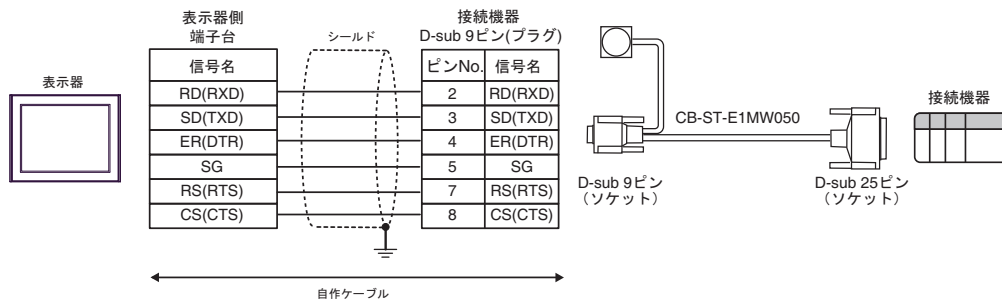 表示器
表示器側
端子台
信号名
RD(RXD)
SD(TXD)
ER(DTR)
SG
RS(RTS)
CS(CTS)
シールド
接続機器
D-sub 9ピン(プラグ)
ピンNo. 信号名
2 RD(RXD)
3 SD(TXD)
4 ER(DTR)
5 SG
7 RS(RTS)
8 CS(CTS)
自作ケーブル
CB-ST-E1MW050
D-sub 9ピン
(ソケット)
D-sub 25ピン
(ソケット)
接続機器